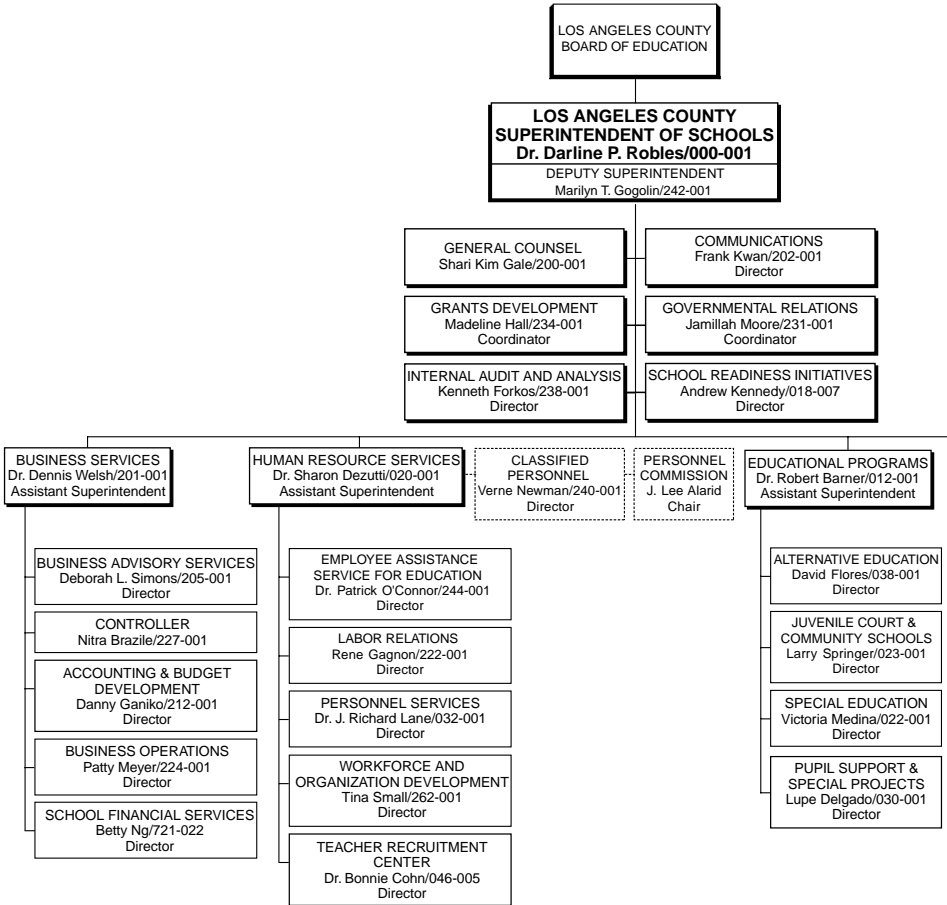 LOS ANGELES COUNTY
BOARD OF EDUCATION
LOS ANGELES COUNTY
SUPERINTENDENT OF SCHOOLS
Dr. Darline P. Robles/000-001
DEPUTY SUPERINTENDENT
Marilyn T. Gogolin/242-001
GENERAL COUNSEL
Shari Kim Gale/200-001
COMMUNICATIONS
Frank Kwan/202-001
Director
GRANTS DEVELOPMENT
Madeline Hall/234-001
Coordinator
GOVERNMENTAL RELATIONS
Jamillah Moore/231-001
Coordinator
INTERNAL AUDIT AND ANALYSIS
Kenneth Forkos/238-001
Director
SCHOOL READINESS INITIATIVES
Andrew Kennedy/018-007
Director
BUSINESS SERVICES
Dr. Dennis Welsh/201-001
Assistant Superintendent
HUMAN RESOURCE SERVICES
Dr. Sharon Dezutti/020-001
Assistant Superintendent
CLASSIFIED
PERSONNEL
Verne Newman/240-001
Director
PERSONNEL
COMMISSION
J. Lee Alarid
Chair
EDUCATIONAL PROGRAMS
Dr. Robert Barner/012-001
Assistant Superintendent
BUSINESS ADVISORY SERVICES
Deborah L. Simons/205-001
Director
CONTROLLER
Nitra Brazile/227-001
ACCOUNTING & BUDGET
DEVELOPMENT
Danny Ganiko/212-001
Director
BUSINESS OPERATIONS
Patty Meyer/224-001
Director
SCHOOL FINANCIAL SERVICES
Betty Ng/721-022
Director
EMPLOYEE ASSISTANCE
SERVICE FOR EDUCATION
Dr. Patrick O'Connor/244-001
Director
LABOR RELATIONS
Rene Gagnon/222-001
Director
PERSONNEL SERVICES
Dr. J. Richard Lane/032-001
Director
WORKFORCE AND
ORGANIZATION DEVELOPMENT
Tina Small/262-001
Director
TEACHER RECRUITMENT
CENTER
Dr. Bonnie Cohn/046-005
Director
ALTERNATIVE EDUCATION
David Flores/038-001
Director
JUVENILE COURT &
COMMUNITY SCHOOLS
Larry Springer/023-001
Director
SPECIAL EDUCATION
Victoria Medina/022-001
Director
PUPIL SUPPORT &
SPECIAL PROJECTS
Lupe Delgado/030-001
Director